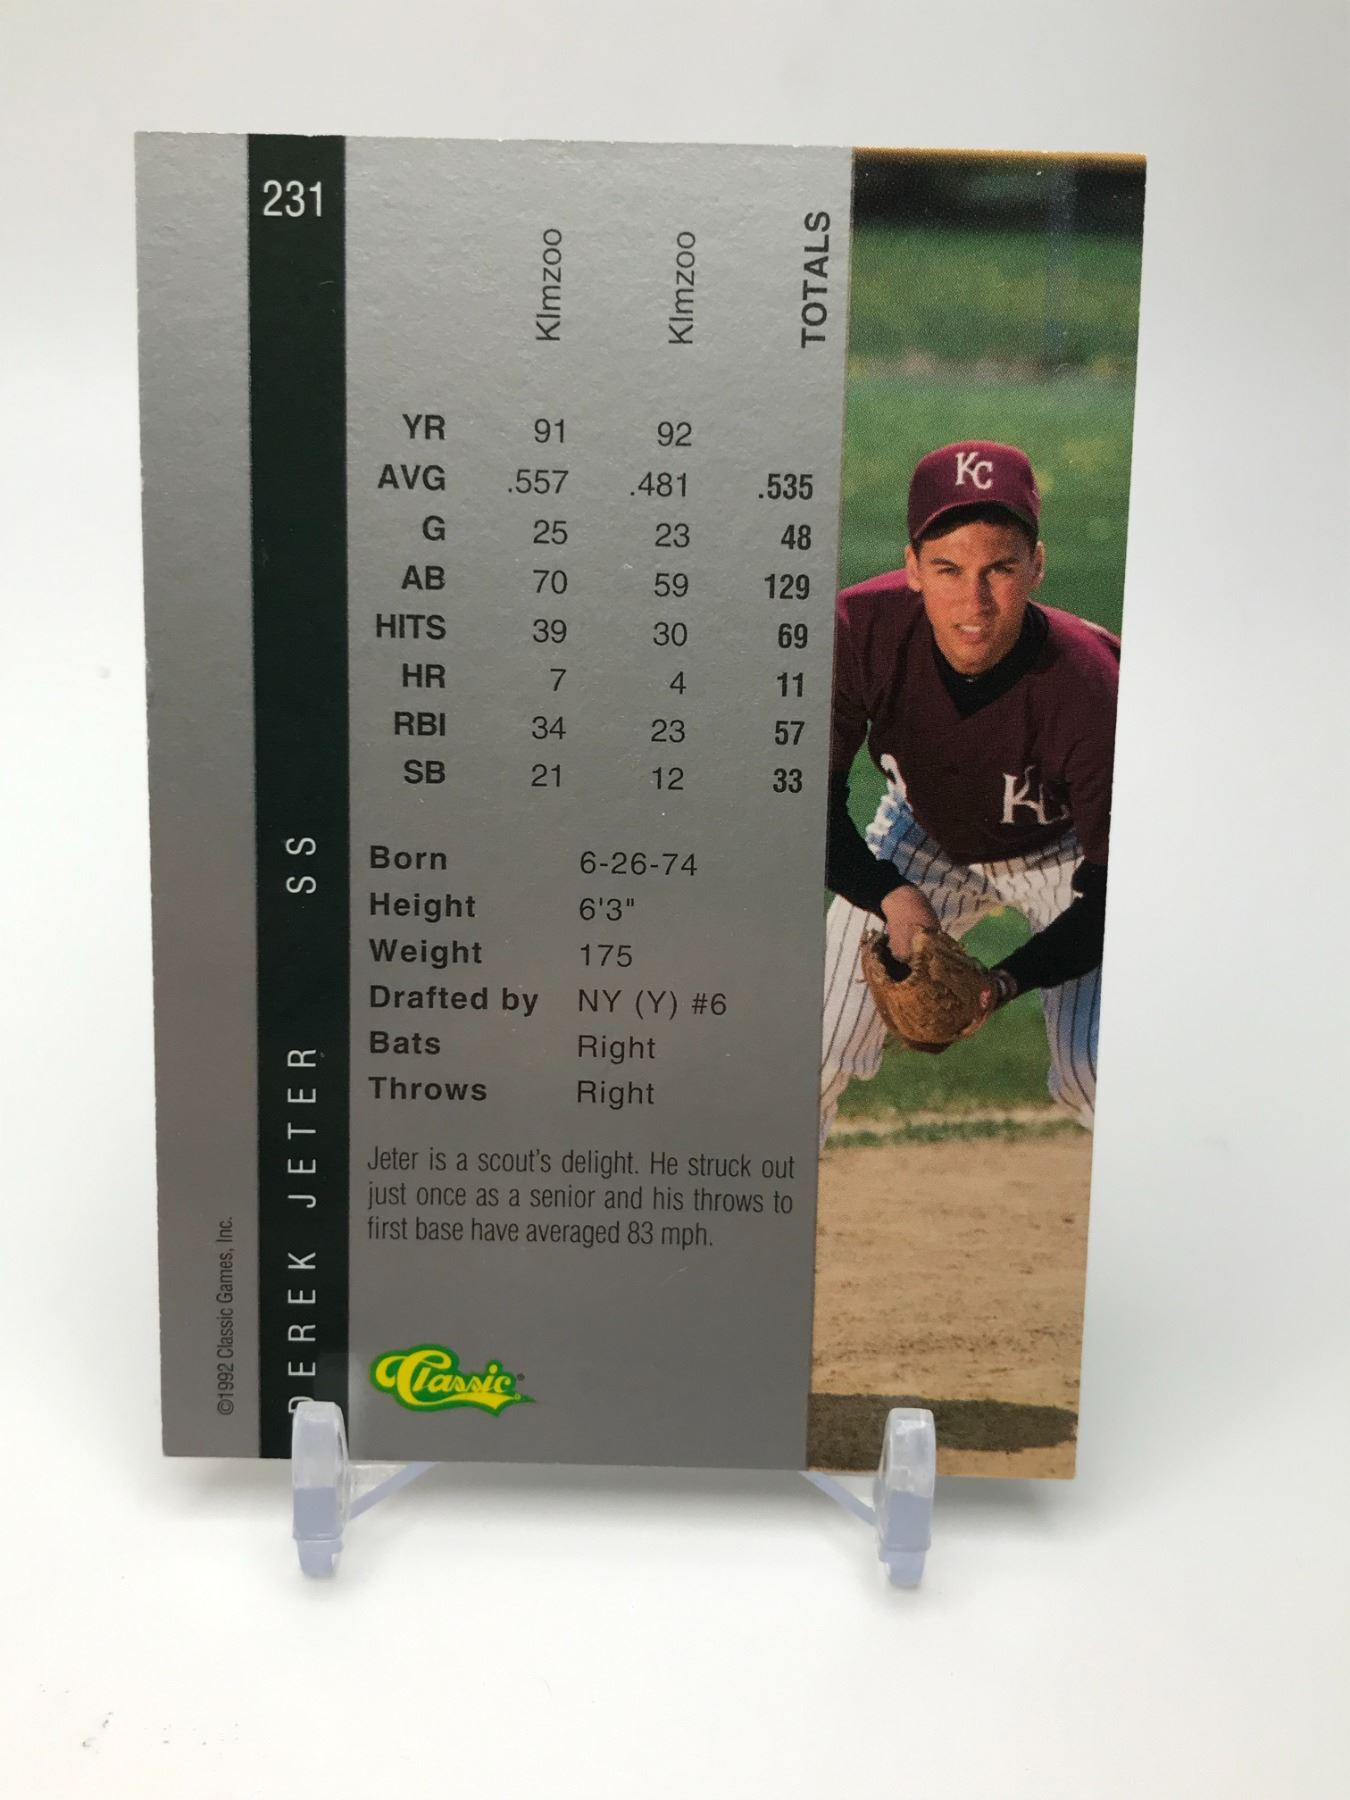 231
Klmzoo Klmzoo TOTALS
YR 91 92
AVG .557 .481 .535
G 25 23 48
AB 70 59 129
HITS 39 30 69
HR 7 4 11
RBI 34 23 57
SB 21 12 33
Born 6-26-74
Height 6'3"
Weight 175
Drafted by NY (Y) #6
Bats Right
Throws Right
Jeter is a scout's delight. He struck out
just once as a senior and his throws to
first base have averaged 83 mph.
Classic
DEREK JETER SS
©1992 Classic Games, Inc.
KC
KC